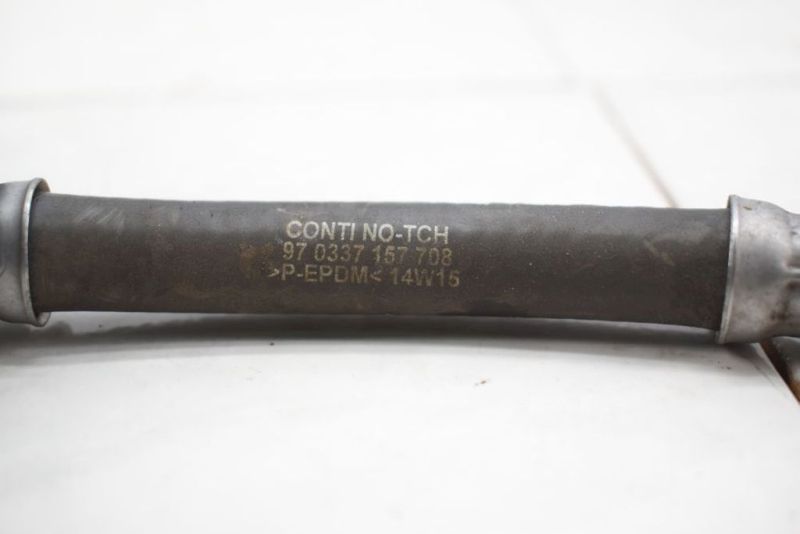 CONTI NO-TCH
97 0337 157 708
>P-EPDM< 14W15